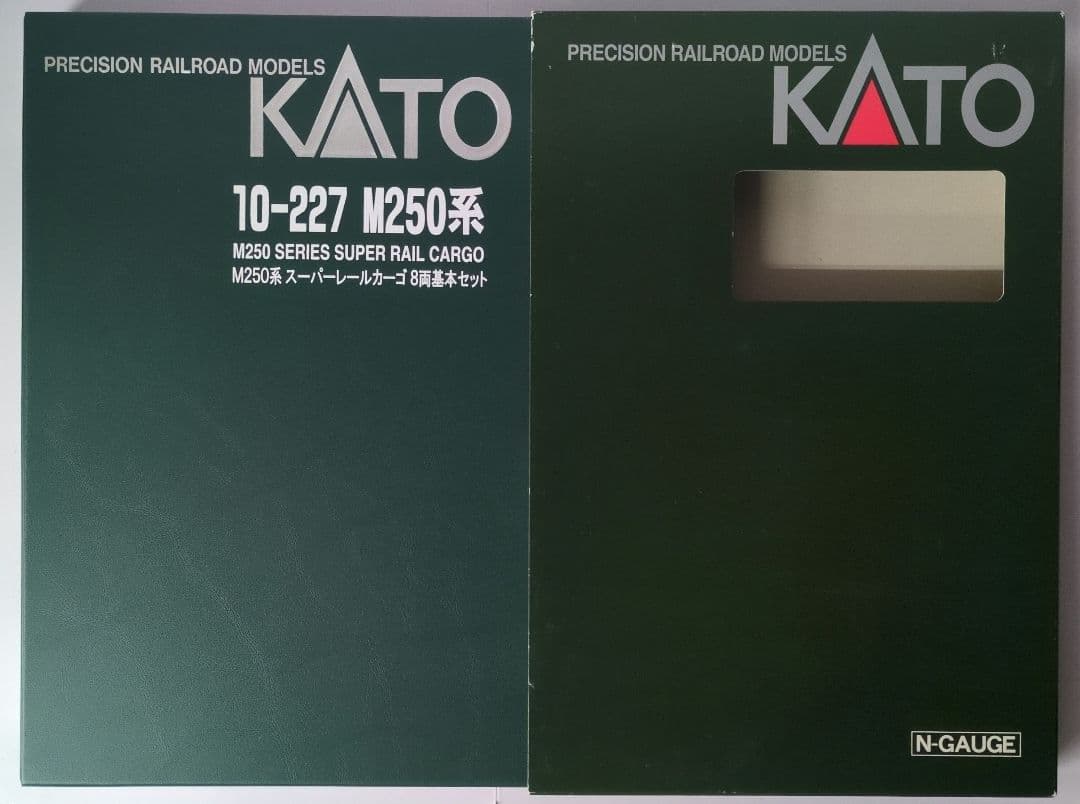 PRECISION RAILROAD MODELS
KATO
10-227 M250系
M250 SERIES SUPER RAIL CARGO
M250系 スーパーレールカーゴ 8両基本セット
PRECISION RAILROAD MODELS
KATO
N-GAUGE